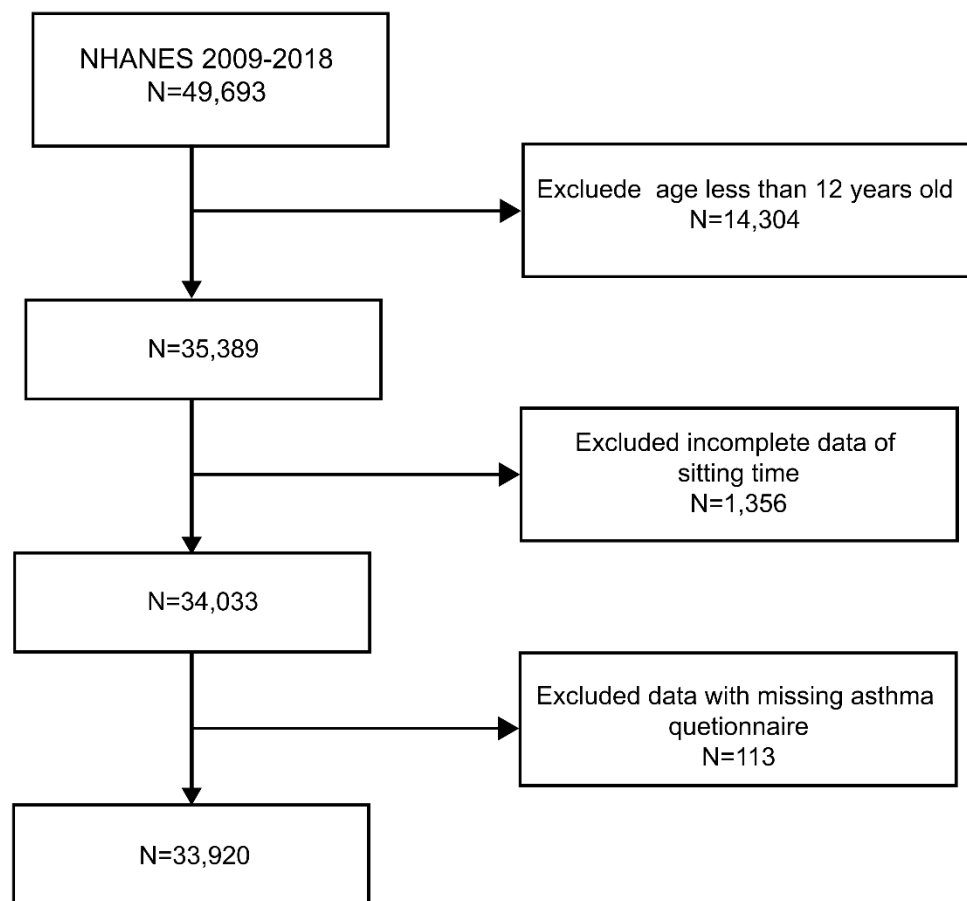 NHANES 2009-2018
N=49,693
Excluede age less than 12 years old
N=14,304
N=35,389
Excluded incomplete data of
sitting time
N=1,356
N=34,033
Excluded data with missing asthma
quetionnaire
N=113
N=33,920